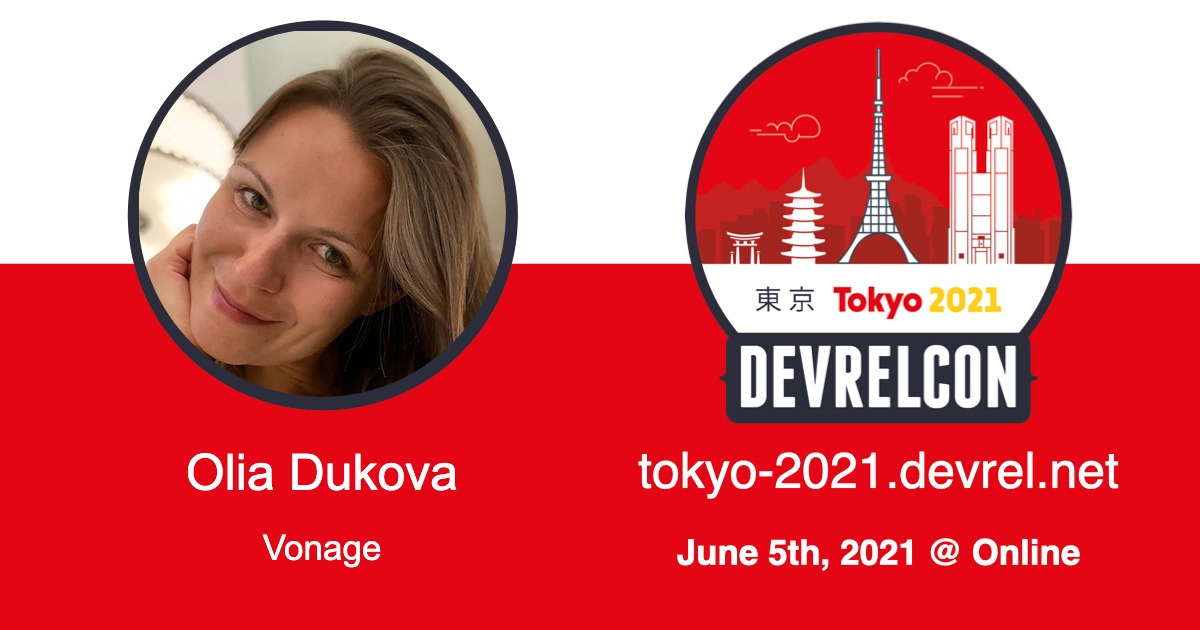 東京 Tokyo 2021
DEVRELCON
Olia Dukova
Vonage
tokyo-2021.devrel.net
June 5th, 2021 @ Online